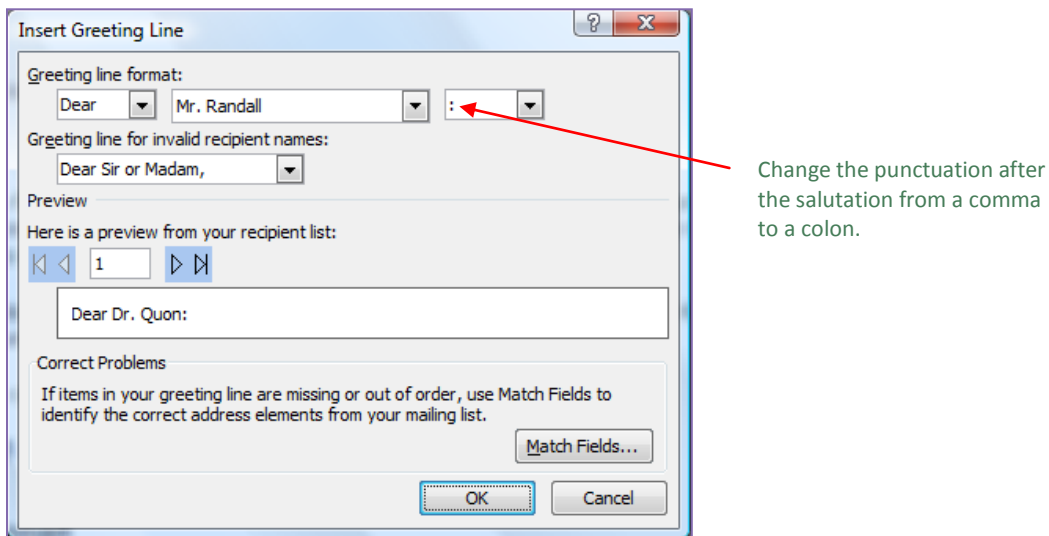 Insert Greeting Line
Greeting line format:
Dear Mr. Randall :
Greeting line for invalid recipient names:
Dear Sir or Madam,
Preview
Here is a preview from your recipient list:
1
Dear Dr. Quon:
Correct Problems
If items in your greeting line are missing or out of order, use Match Fields to
identify the correct address elements from your mailing list.
Match Fields...
OK Cancel
Change the punctuation after
the salutation from a comma
to a colon.